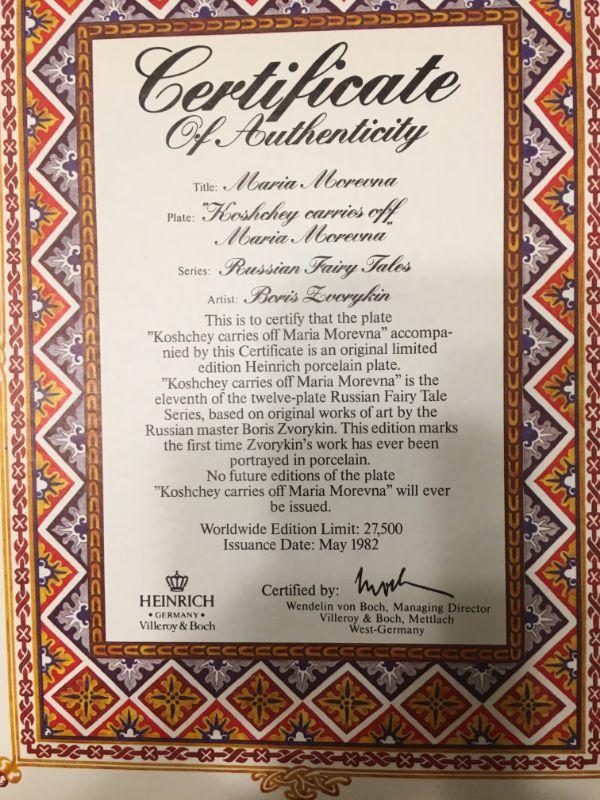 Certificate
Of Authenticity
Title: Maria Morevna
Plate: "Koshchey carries off
Maria Morevna"
Series: Russian Fairy Tales
Artist: Boris Zvorykin
This is to certify that the plate
"Koshchey carries off Maria Morevna" accompa-
nied by this Certificate is an original limited
edition Heinrich porcelain plate.
"Koshchey carries off Maria Morevna" is the
eleventh of the twelve-plate Russian Fairy Tale
Series, based on original works of art by the
Russian master Boris Zvorykin. This edition marks
the first time Zvorykin's work has ever been
portrayed in porcelain.
No future editions of the plate
"Koshchey carries off Maria Morevna" will ever
be issued.
Worldwide Edition Limit: 27,500
Issuance Date: May 1982
HEINRICH
• GERMANY •
Villeroy & Boch
Certified by:
Wendelin von Boch, Managing Director
Villeroy & Boch, Mettlach
West-Germany